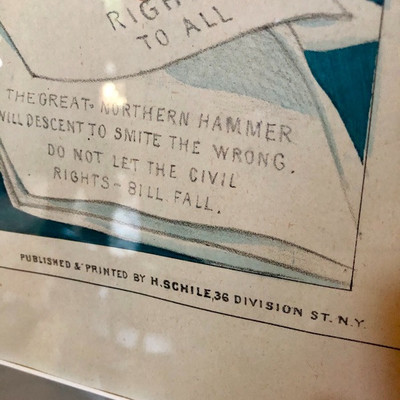 RIGH
TO ALL
THE GREAT NORTHERN HAMMER
WILL DESCENT TO SMITE THE WRONG.
DO NOT LET THE CIVIL
RIGHTS - BILL FALL.
PUBLISHED & PRINTED BY H. SCHILE, 36 DIVISION ST. N.Y.